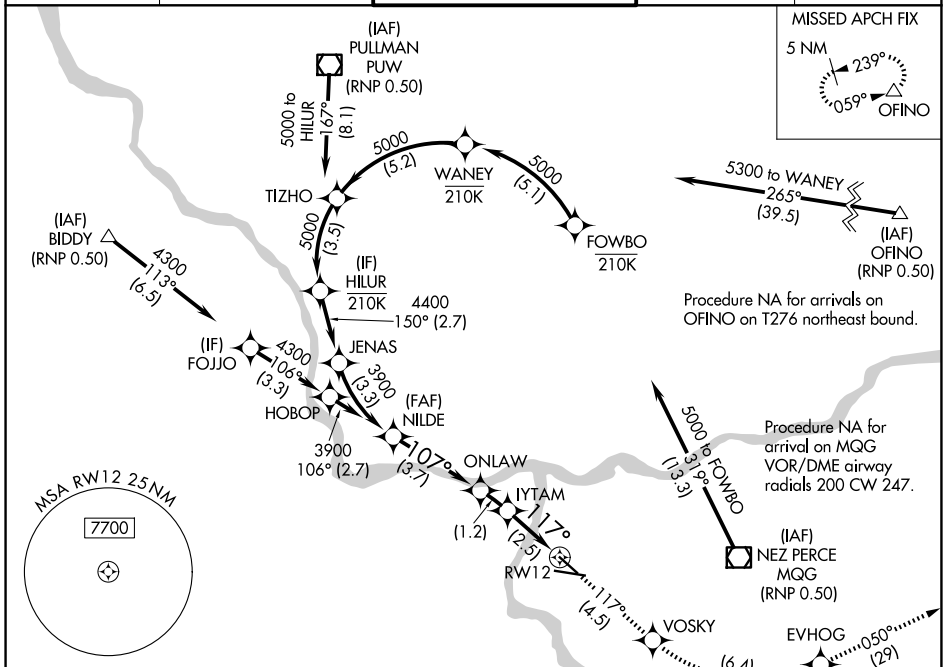 MISSED APCH FIX
5 NM
239°
059°
OFINO
(IAF)
PULLMAN
PUW
(RNP 0.50)
5000 to
HILUR
167°
(8.1)
5000
(5.2)
WANEY
210K
5000
(5.1)
FOWBO
210K
5300 to WANEY
265°
(39.5)
(IAF)
OFINO
(RNP 0.50)
Procedure NA for arrivals on
OFINO on T276 northeast bound.
TIZHO
5000
(3.5)
(IAF)
BIDDY
(RNP 0.50)
4300
113°
(6.5)
(IF)
HILUR
210K
4400
150° (2.7)
(IF)
FOJJO
4300
106°
(3.3)
JENAS
3900
(3.3)
HOBOP
3900
106° (2.7)
(FAF)
NILDE
107°
(3.7)
ONLAW
IYTAM
(1.2)
117°
(2.5)
RW12
5000 to FOWBO
319°
(13.3)
Procedure NA for
arrival on MQG
VOR/DME airway
radials 200 CW 247.
(IAF)
NEZ PERCE
MQG
(RNP 0.50)
MSA RW12 25 NM
7700
117°
(4.5)
VOSKY
(6.4)
EVHOG
050°
(29)